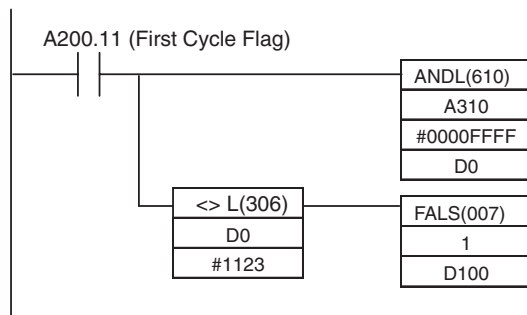 A200.11 (First Cycle Flag)
ANDL(610)
A310
#0000FFFF
D0
<> L(306)
D0
#1123
FALS(007)
1
D100